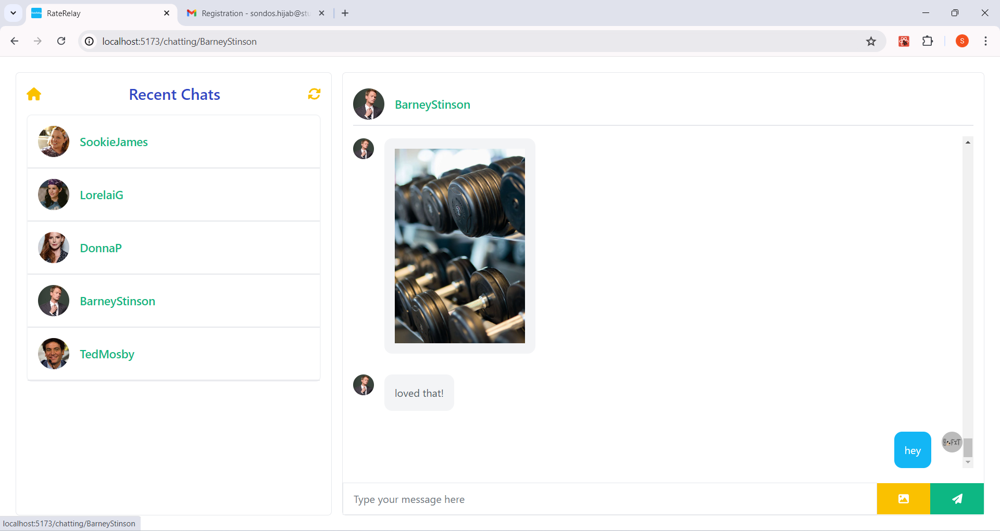 RateRelay
Registration - sondos.hijab@stu
localhost:5173/chatting/BarneyStinson
S
Recent Chats
SookieJames
LorelaiG
DonnaP
BarneyStinson
TedMosby
BarneyStinson
loved that!
hey
BOFIT
Type your message here
localhost:5173/chatting/BarneyStinson